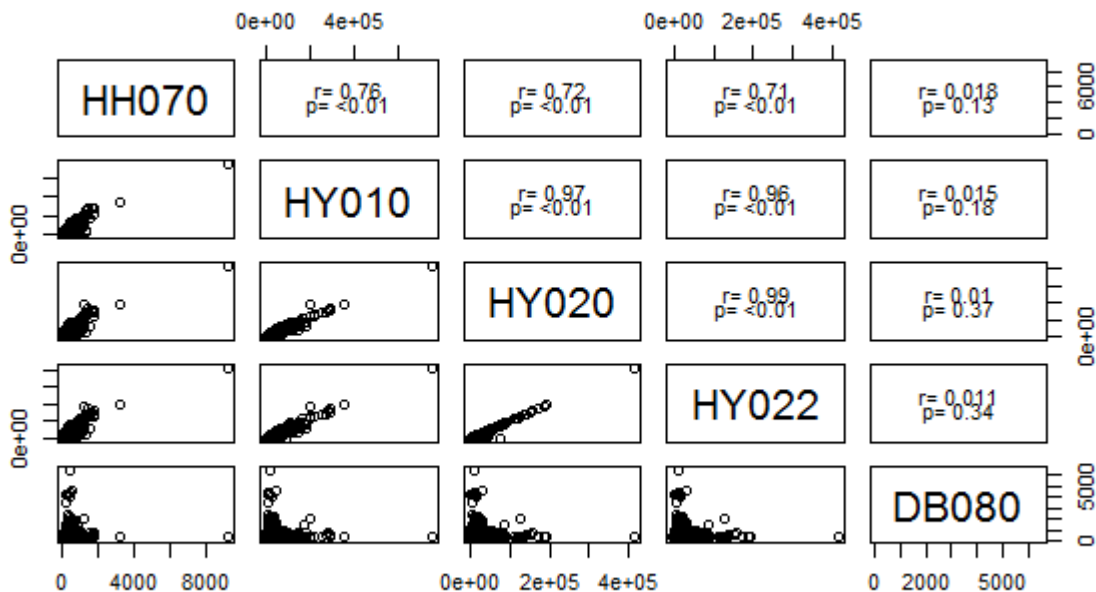 0e+00 4e+05 0e+00 2e+05 4e+05
HH070
r= 0.76
p= <0.01
r= 0.72
p= <0.01
r= 0.71
p= <0.01
r= 0.018
p= 0.13
0 6000
0e+00
HY010
r= 0.97
p= <0.01
r= 0.96
p= <0.01
r= 0.015
p= 0.18
HY020
r= 0.99
p= <0.01
r= 0.01
p= 0.37
0e+00
0e+00
HY022
r= 0.011
p= 0.34
DB080
0 5000
0 4000 8000 0e+00 2e+05 4e+05 0 2000 5000